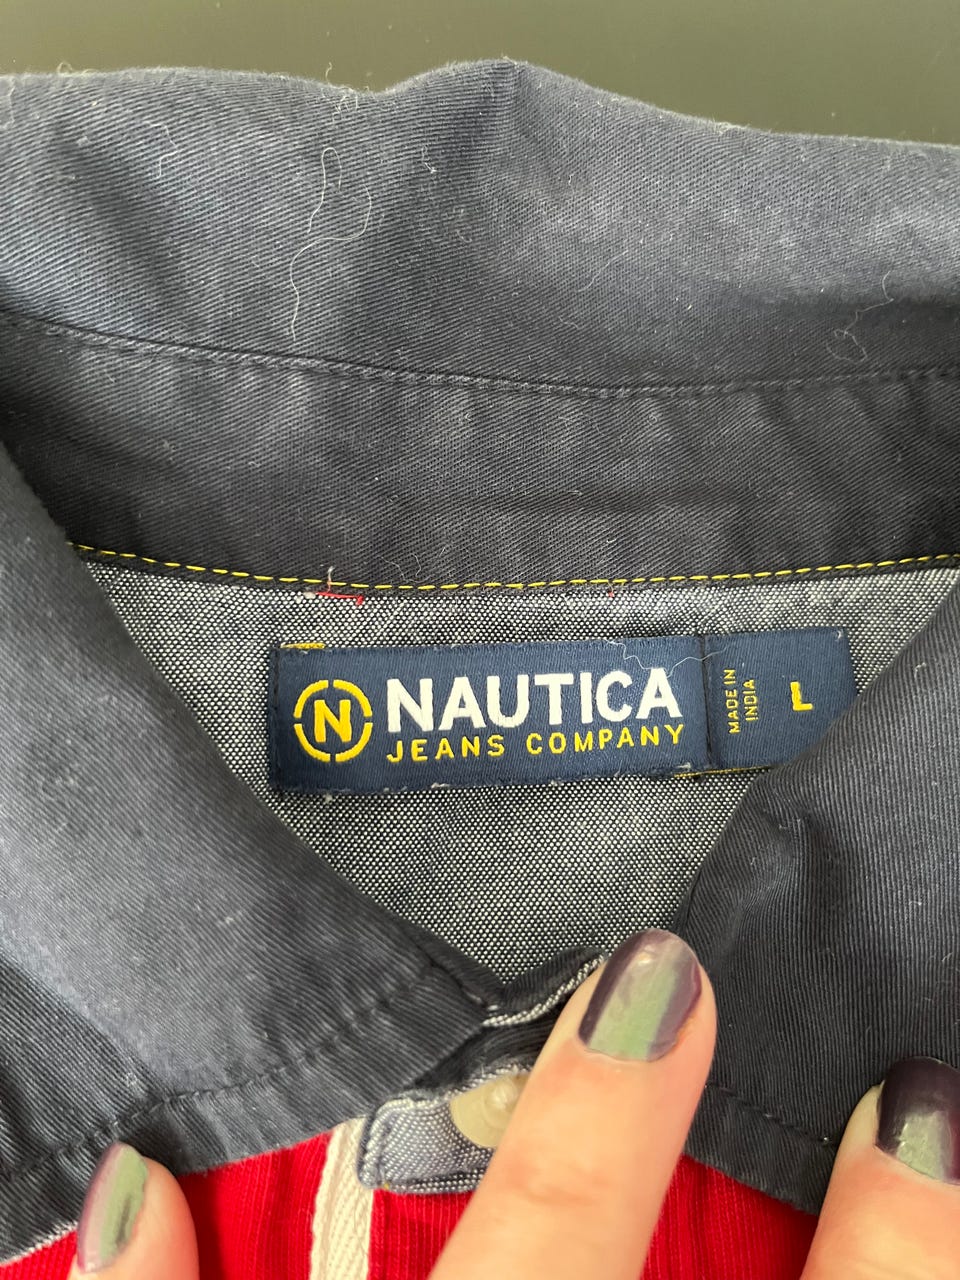 N
NAUTICA
JEANS COMPANY
MADE IN
INDIA
L